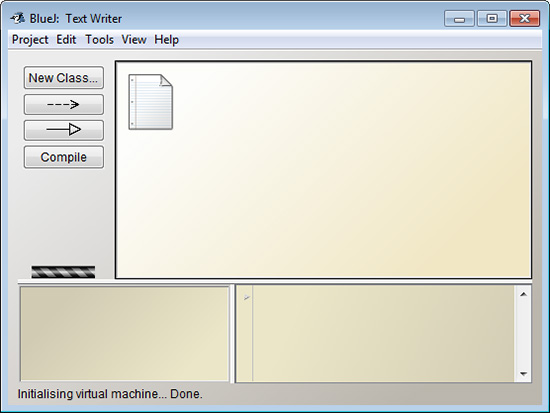 BlueJ: Text Writer
Project Edit Tools View Help
New Class...
Compile
Initialising virtual machine... Done.